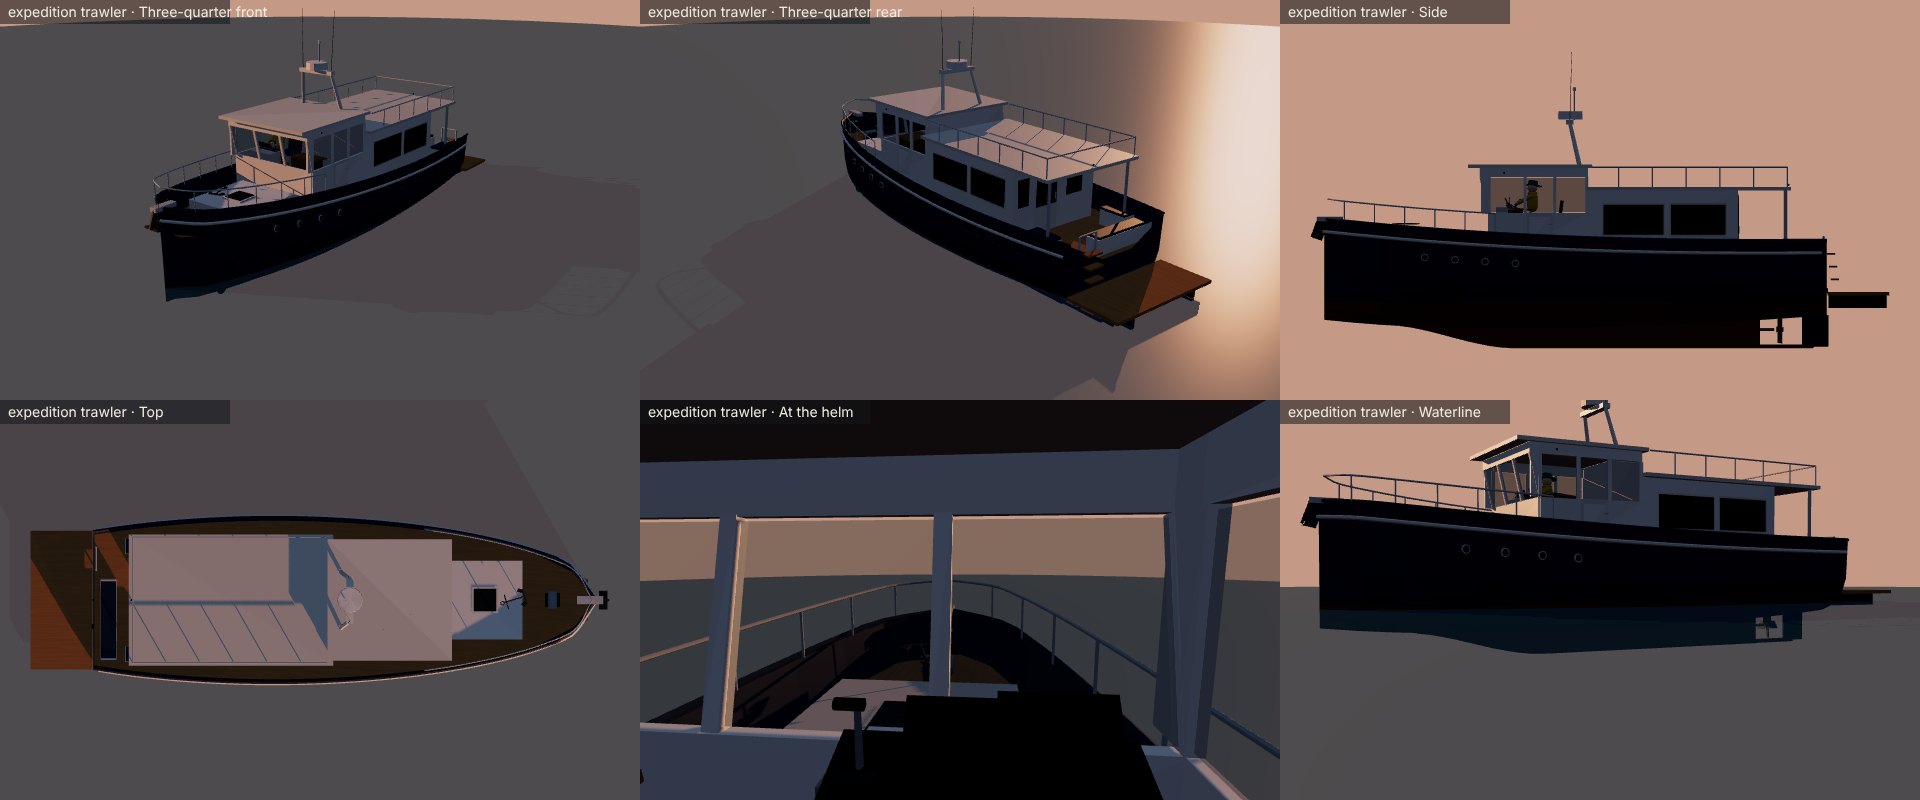 expedition trawler · Three-quarter front
expedition trawler · Three-quarter rear
expedition trawler · Side
expedition trawler · Top
expedition trawler · At the helm
expedition trawler · Waterline